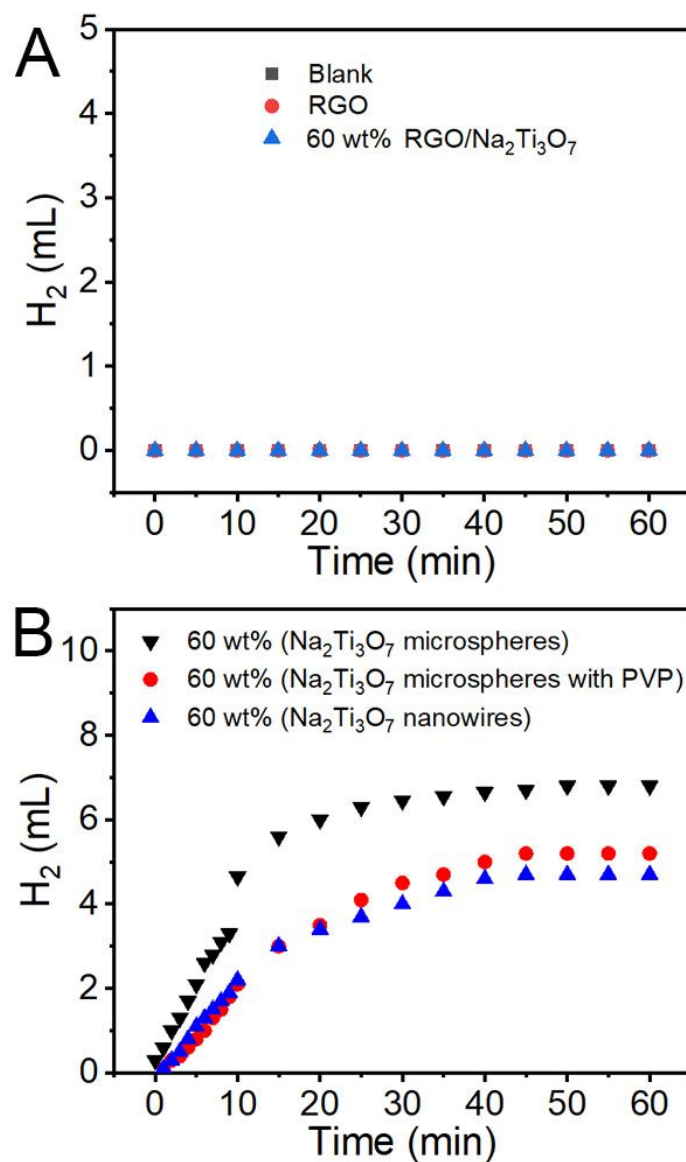 A
5
4
3
2
1
0
H₂ (mL)
Blank
RGO
60 wt% RGO/Na₂Ti₃O₇
0 10 20 30 40 50 60
Time (min)
B
10
8
6
4
2
0
H₂ (mL)
60 wt% (Na₂Ti₃O₇ microspheres)
60 wt% (Na₂Ti₃O₇ microspheres with PVP)
60 wt% (Na₂Ti₃O₇ nanowires)
0 10 20 30 40 50 60
Time (min)